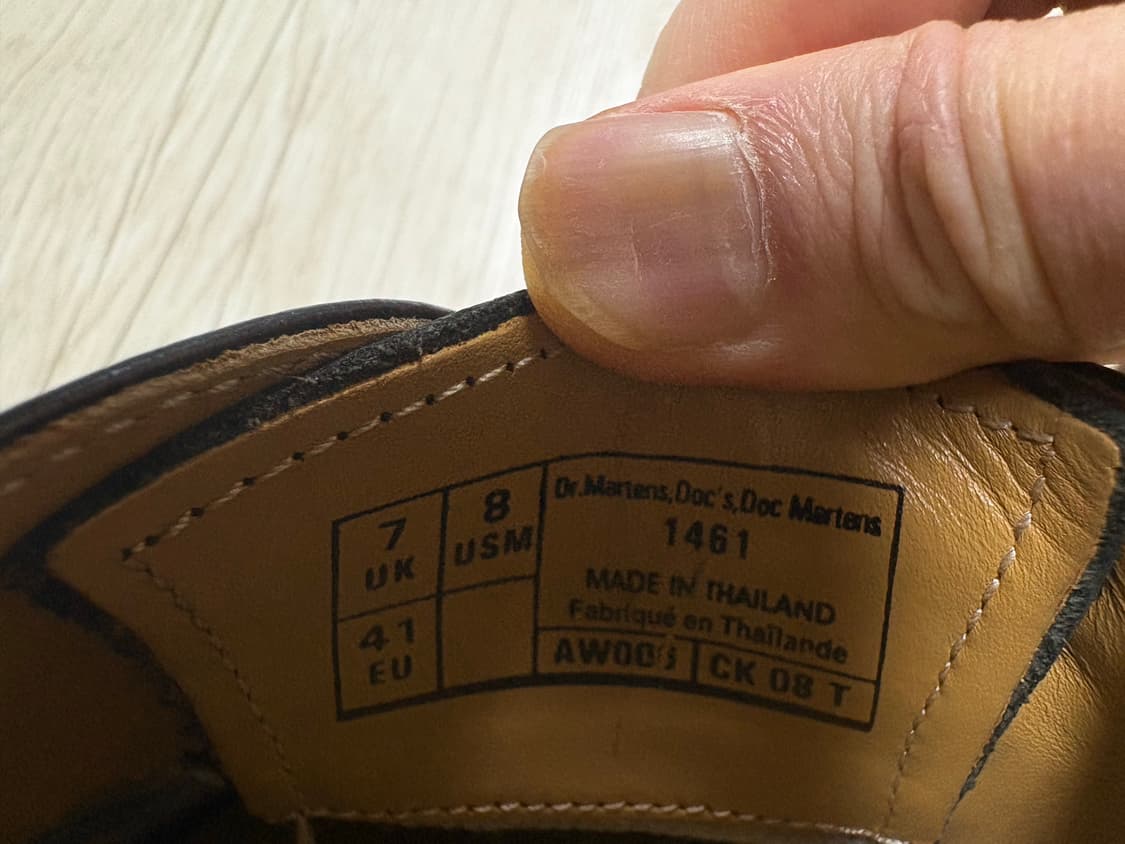 7
UK
8
USM
41
EU
Dr.Martens,Doc's,Doc Martens
1461
MADE IN THAILAND
Fabriqué en Thaïlande
CK 08 T